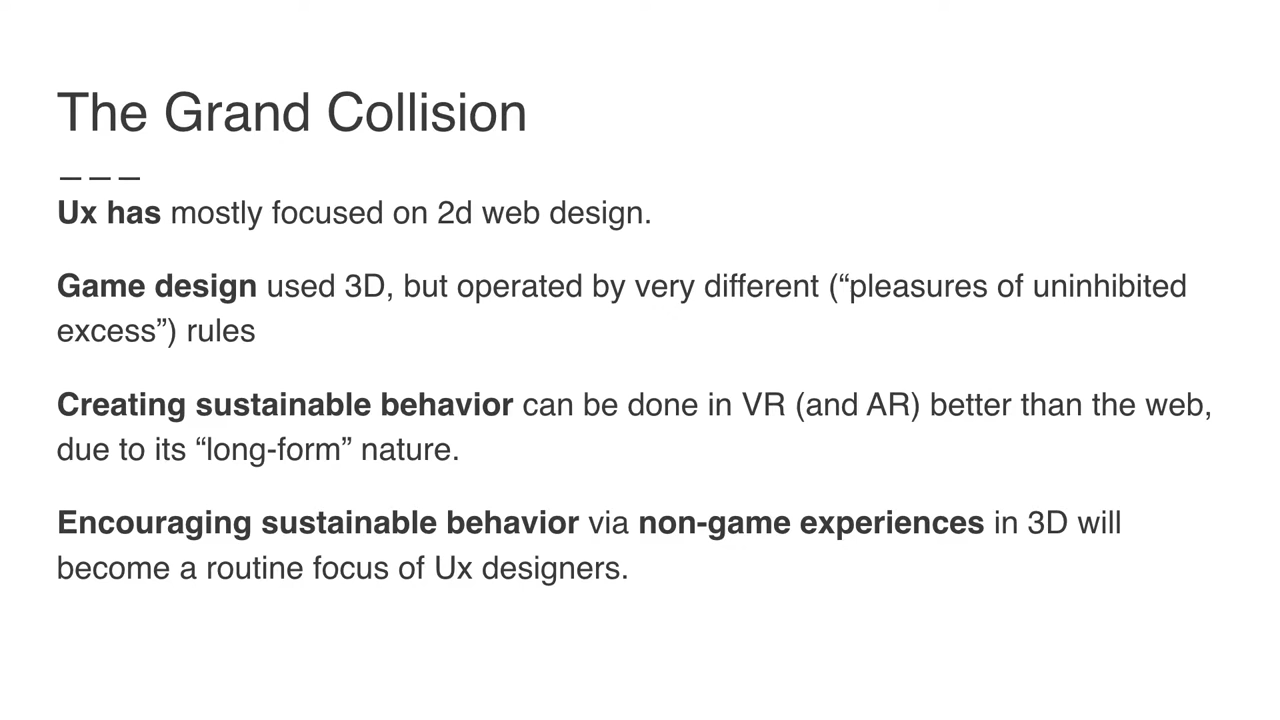 The Grand Collision
Ux has mostly focused on 2d web design.
Game design used 3D, but operated by very different (“pleasures of uninhibited
excess”) rules
Creating sustainable behavior can be done in VR (and AR) better than the web,
due to its “long-form” nature.
Encouraging sustainable behavior via non-game experiences in 3D will
become a routine focus of Ux designers.